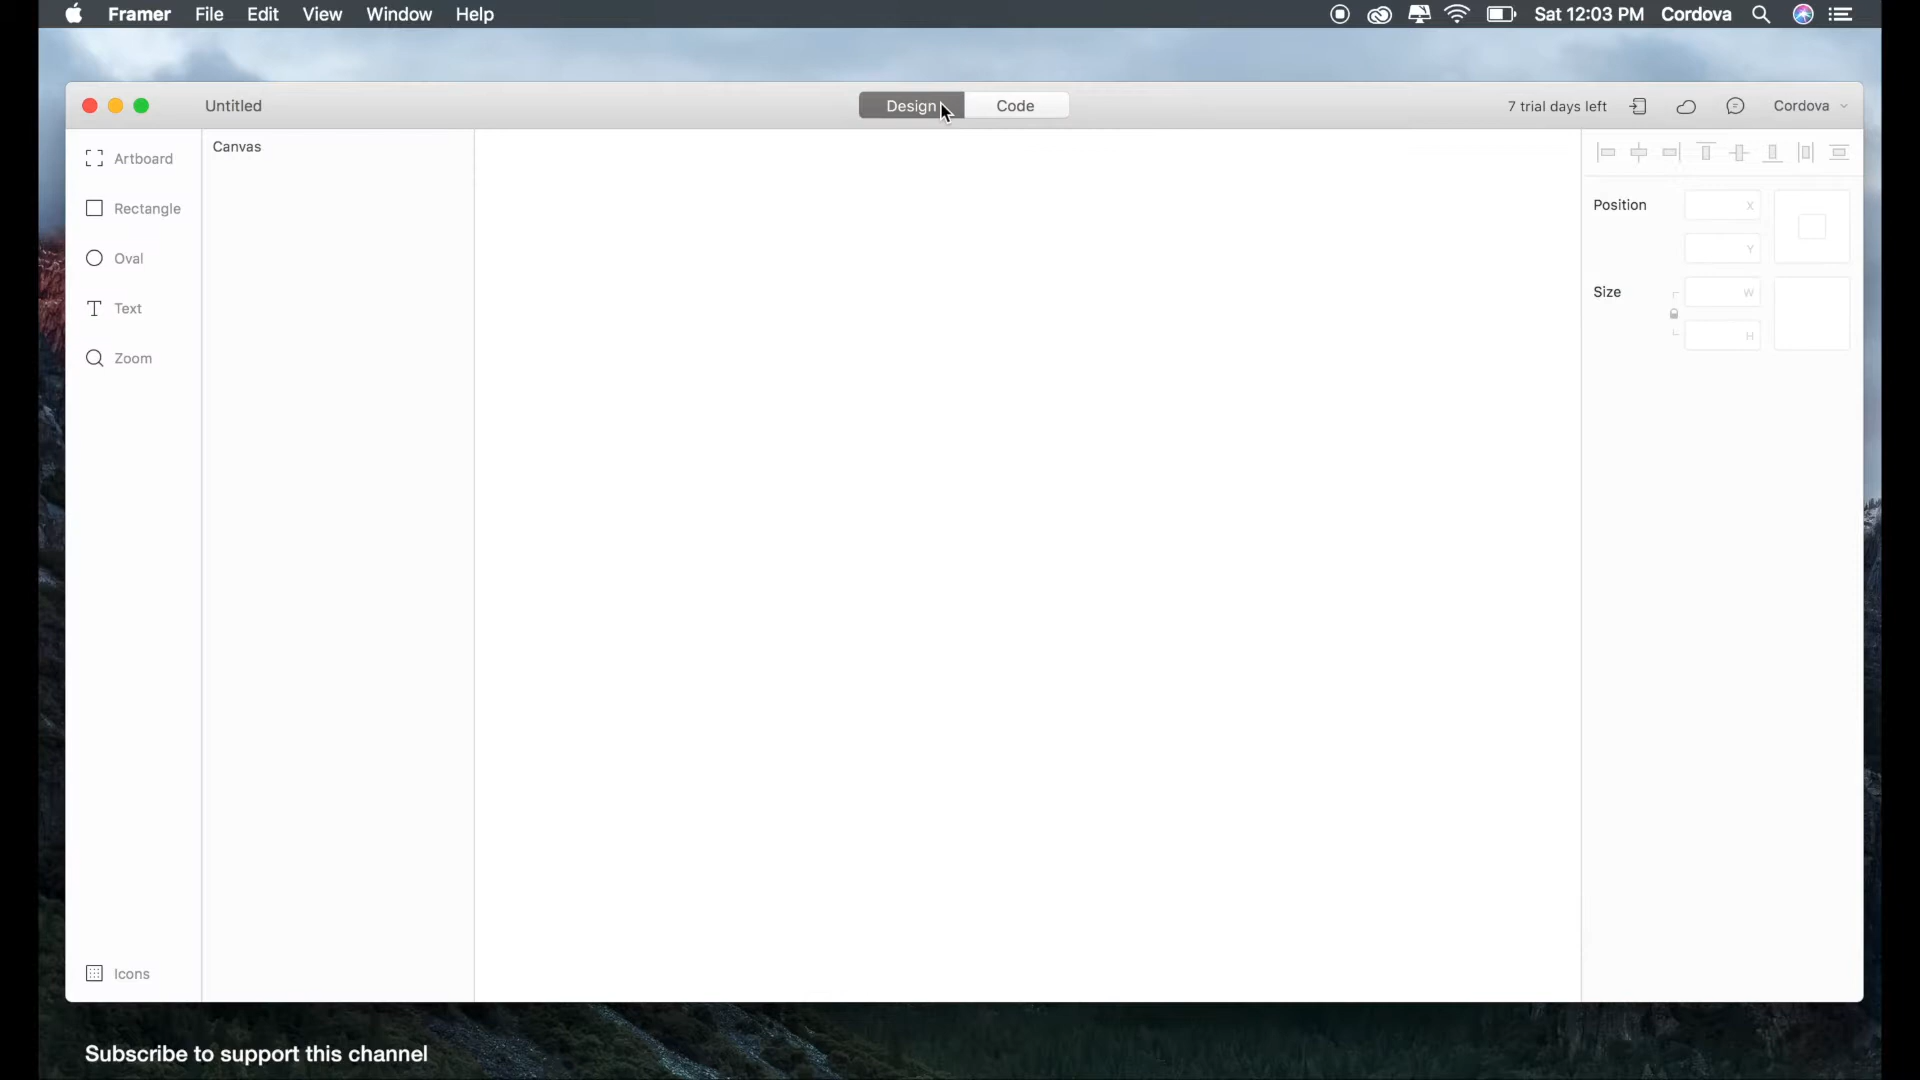 Framer File Edit View Window Help Sat 12:03 PM Cordova
Untitled Design Code 7 trial days left Cordova
Artboard
Canvas
Rectangle
Oval
Text
Zoom
Icons
Position X
Y
Size W
H
Subscribe to support this channel